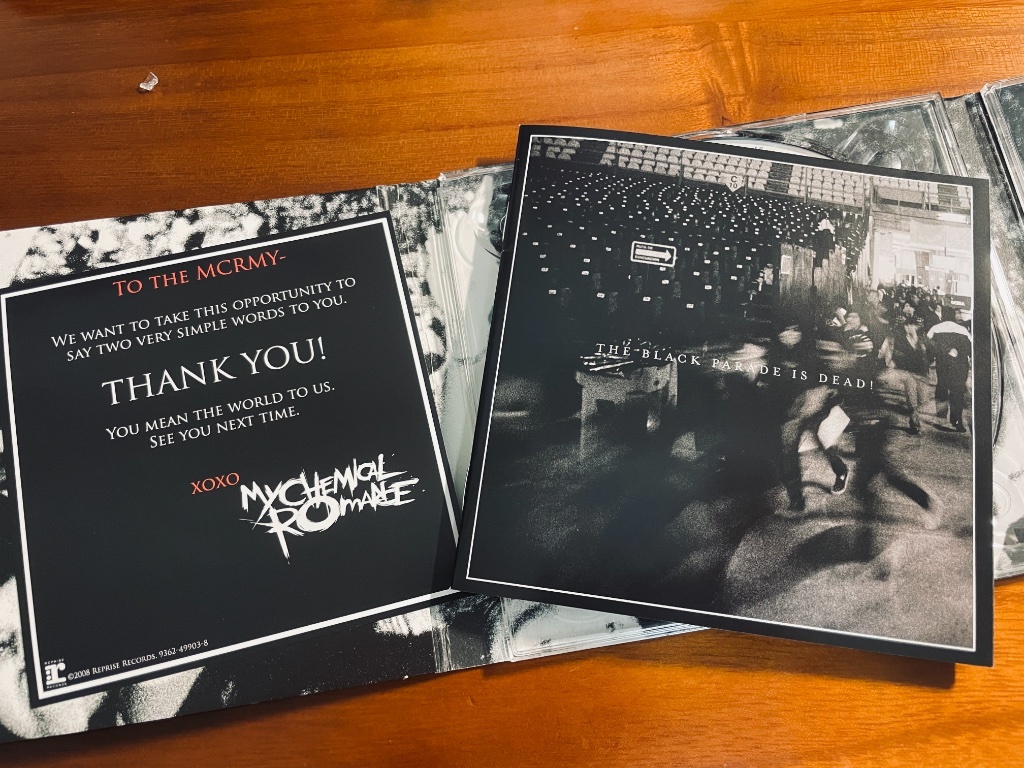 TO THE MCRMY-
WE WANT TO TAKE THIS OPPORTUNITY TO
SAY TWO VERY SIMPLE WORDS TO YOU.
THANK YOU!
YOU MEAN THE WORLD TO US.
SEE YOU NEXT TIME.
XOXO
MY CHEMICAL
ROMANCE
REPRISE
RECORDS
©2008 REPRISE RECORDS. 9362-49903-8
THE BLACK PARADE IS DEAD!